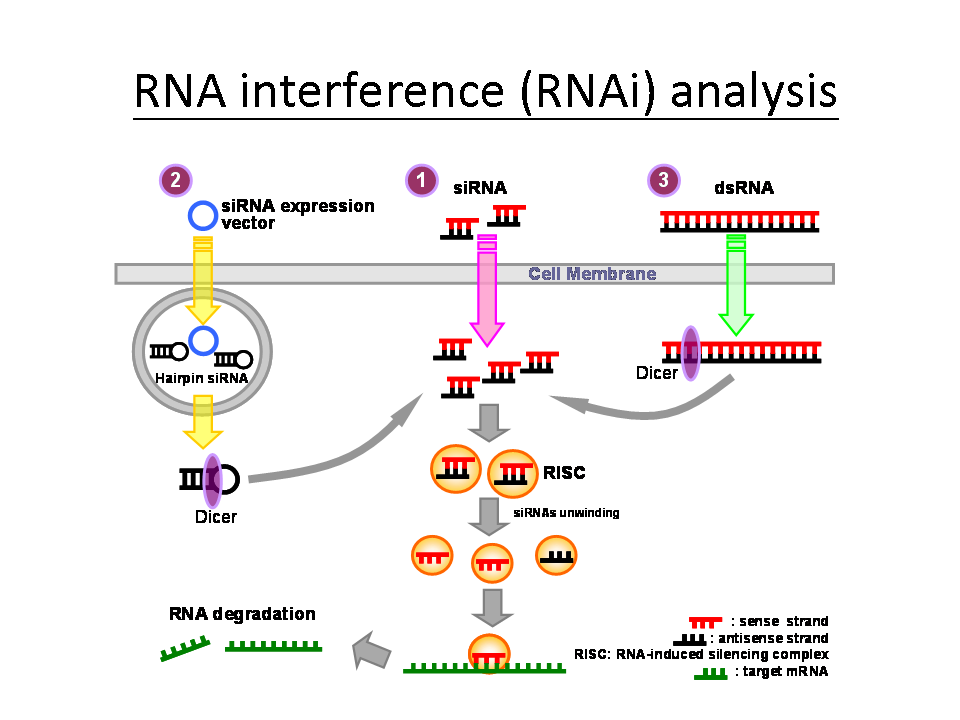 RNA interference (RNAi) analysis
2
siRNA expression
vector
1
siRNA
3
dsRNA
Cell Membrane
Hairpin siRNA
Dicer
Dicer
RISC
siRNAs unwinding
RNA degradation
: sense strand
: antisense strand
RISC: RNA-induced silencing complex
: target mRNA